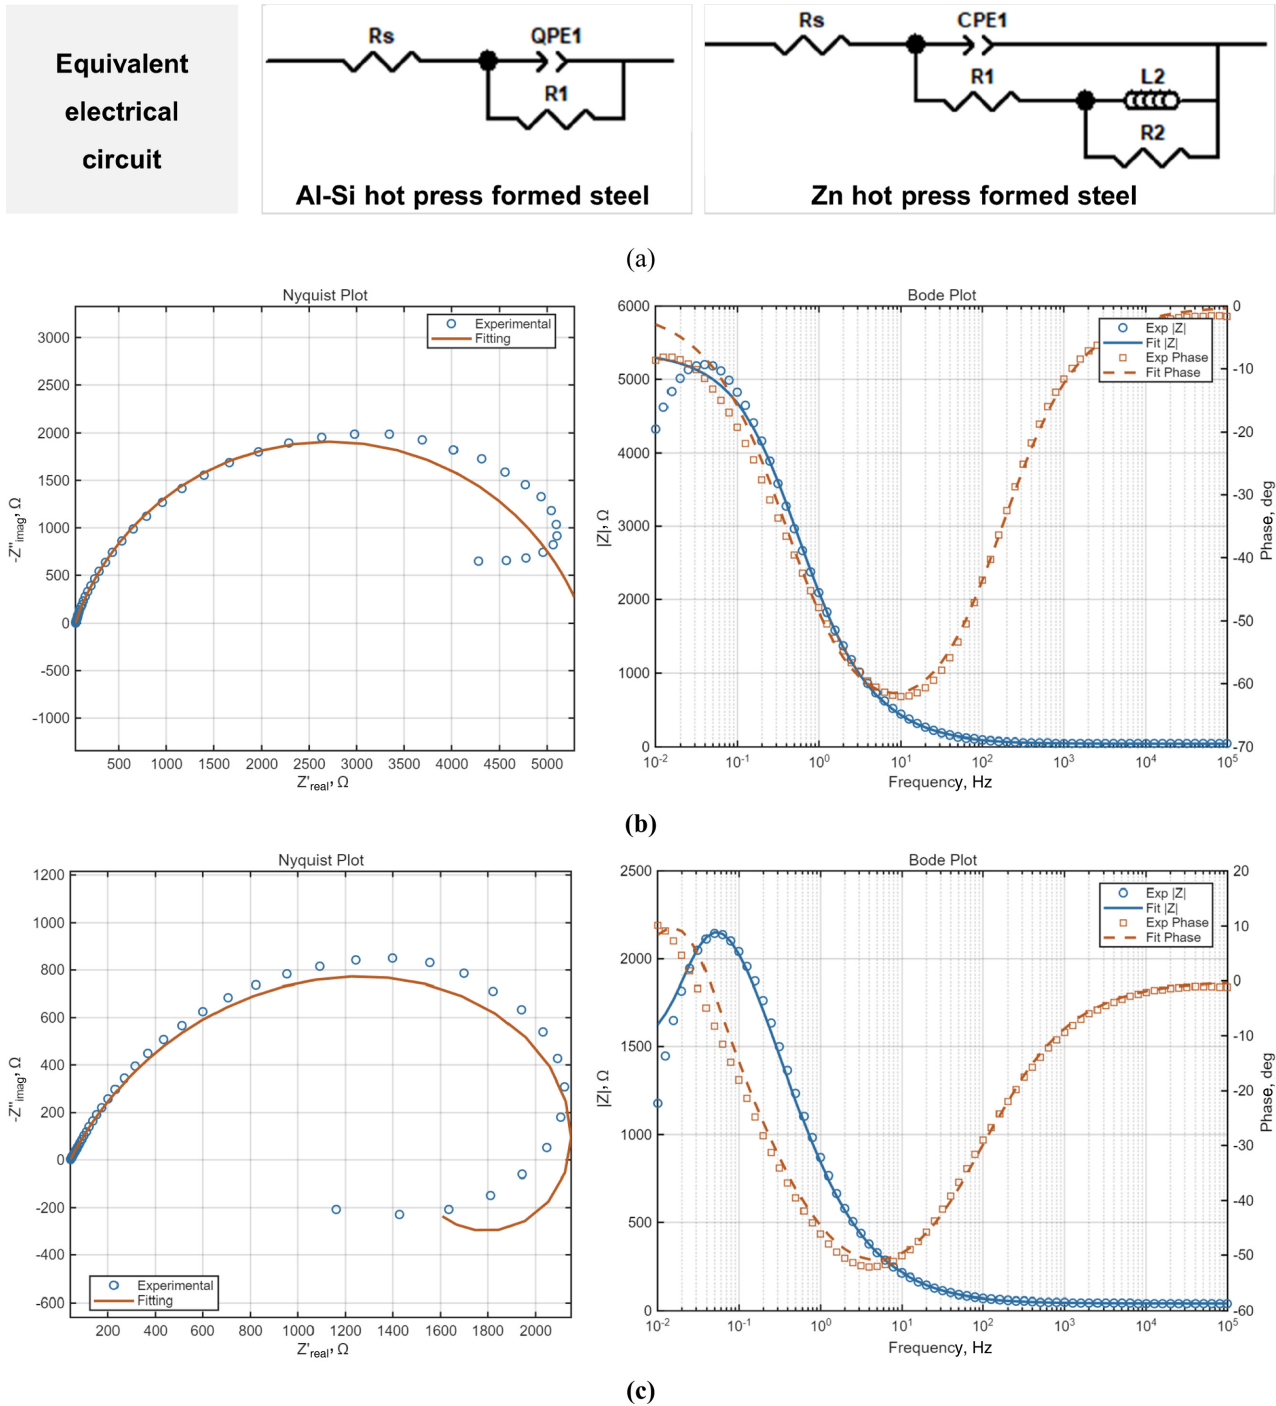 Equivalent
electrical
circuit
Rs
QPE1
R1
Al-Si hot press formed steel
Rs
CPE1
R1
L2
R2
Zn hot press formed steel
(a)
Nyquist Plot
Experimental
Fitting
3000
2500
2000
1500
1000
500
0
-500
-1000
-Z''imag, Ω
500 1000 1500 2000 2500 3000 3500 4000 4500 5000
Z'real, Ω
Bode Plot
Exp |Z|
Fit |Z|
Exp Phase
Fit Phase
6000
5000
4000
3000
2000
1000
0
|Z|, Ω
0
-10
-20
-30
-40
-50
-60
-70
Phase, deg
10-2 10-1 100 101 102 103 104 105
Frequency, Hz
(b)
Nyquist Plot
1200
1000
800
600
400
200
0
-200
-400
-600
-Z''imag, Ω
Experimental
Fitting
200 400 600 800 1000 1200 1400 1600 1800 2000
Z'real, Ω
Bode Plot
Exp |Z|
Fit |Z|
Exp Phase
Fit Phase
2500
2000
1500
1000
500
0
|Z|, Ω
20
10
0
-10
-20
-30
-40
-50
-60
Phase, deg
10-2 10-1 100 101 102 103 104 105
Frequency, Hz
(c)